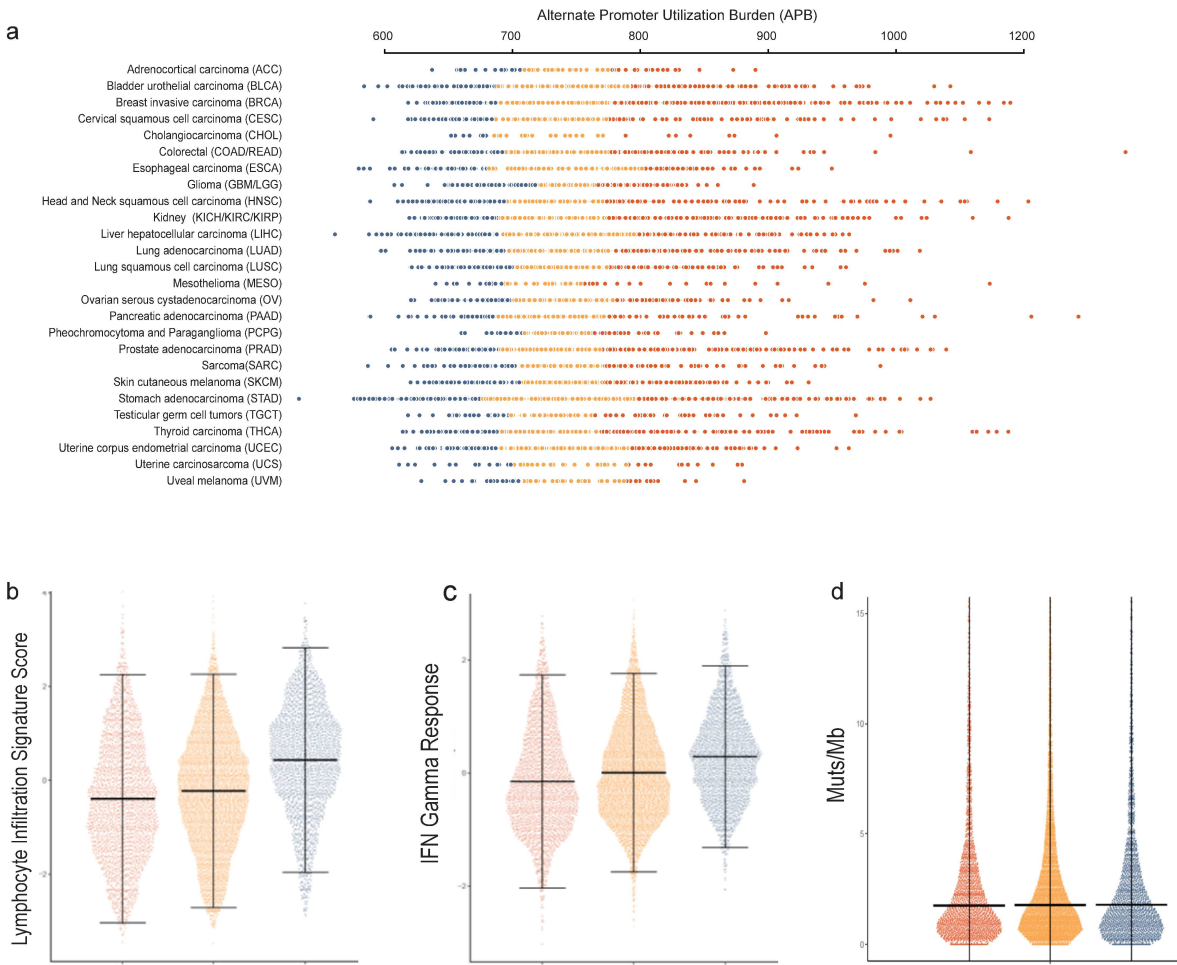 a
Alternate Promoter Utilization Burden (APB)
600 700 800 900 1000 1200
Adrenocortical carcinoma (ACC)
Bladder urothelial carcinoma (BLCA)
Breast invasive carcinoma (BRCA)
Cervical squamous cell carcinoma (CESC)
Cholangiocarcinoma (CHOL)
Colorectal (COAD/READ)
Esophageal carcinoma (ESCA)
Glioma (GBM/LGG)
Head and Neck squamous cell carcinoma (HNSC)
Kidney (KICH/KIRC/KIRP)
Liver hepatocellular carcinoma (LIHC)
Lung adenocarcinoma (LUAD)
Lung squamous cell carcinoma (LUSC)
Mesothelioma (MESO)
Ovarian serous cystadenocarcinoma (OV)
Pancreatic adenocarcinoma (PAAD)
Pheochromocytoma and Paraganglioma (PCPG)
Prostate adenocarcinoma (PRAD)
Sarcoma(SARC)
Skin cutaneous melanoma (SKCM)
Stomach adenocarcinoma (STAD)
Testicular germ cell tumors (TGCT)
Thyroid carcinoma (THCA)
Uterine corpus endometrial carcinoma (UCEC)
Uterine carcinosarcoma (UCS)
Uveal melanoma (UVM)
b
Lymphocyte Infiltration Signature Score
4
2
0
-2
c
IFN Gamma Response
2
0
-2
d
Muts/Mb
15
10
5
0